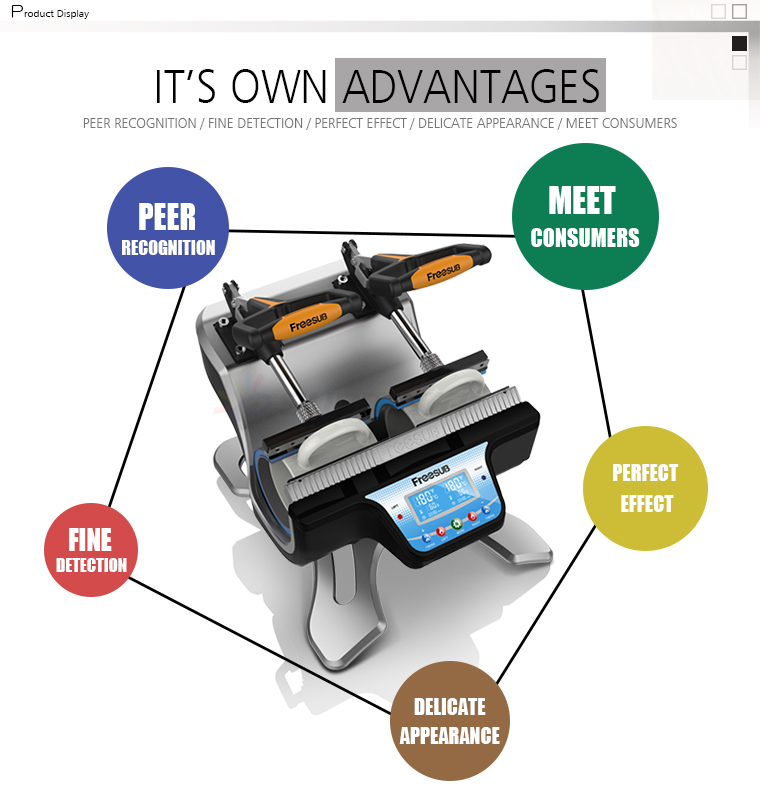 Product Display
IT'S OWN ADVANTAGES
PEER RECOGNITION / FINE DETECTION / PERFECT EFFECT / DELICATE APPEARANCE / MEET CONSUMERS
PEER
RECOGNITION
MEET
CONSUMERS
Freesub
Freesub
PERFECT
EFFECT
Freesub
Freesub
180°C
180°C
FINE
DETECTION
DELICATE
APPEARANCE